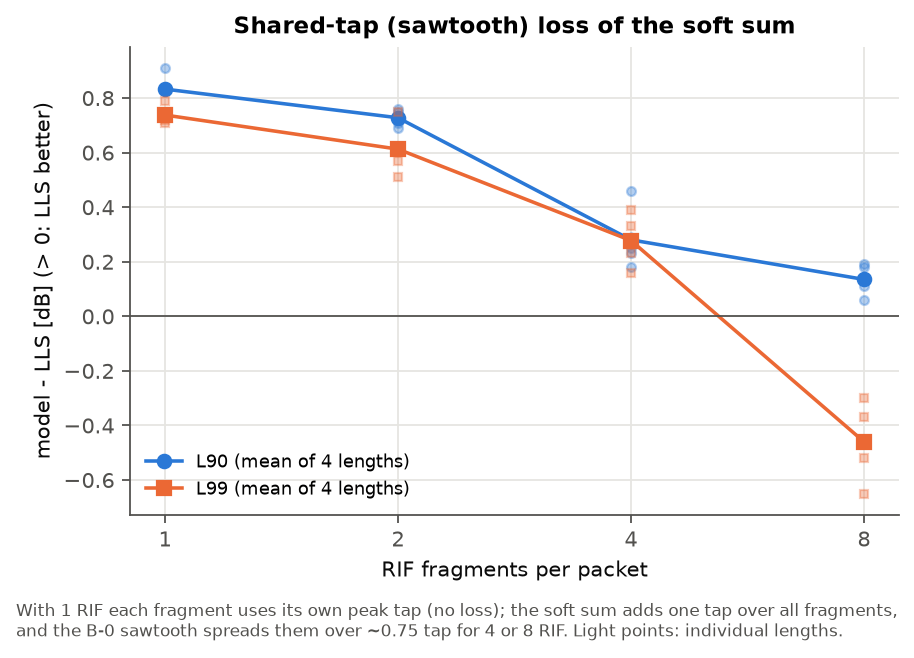 Shared-tap (sawtooth) loss of the soft sum
model - LLS [dB] (> 0: LLS better)
0.8
0.6
0.4
0.2
0.0
−0.2
−0.4
−0.6
L90 (mean of 4 lengths)
L99 (mean of 4 lengths)
1 2 4 8
RIF fragments per packet
With 1 RIF each fragment uses its own peak tap (no loss); the soft sum adds one tap over all fragments,
and the B-0 sawtooth spreads them over ~0.75 tap for 4 or 8 RIF. Light points: individual lengths.